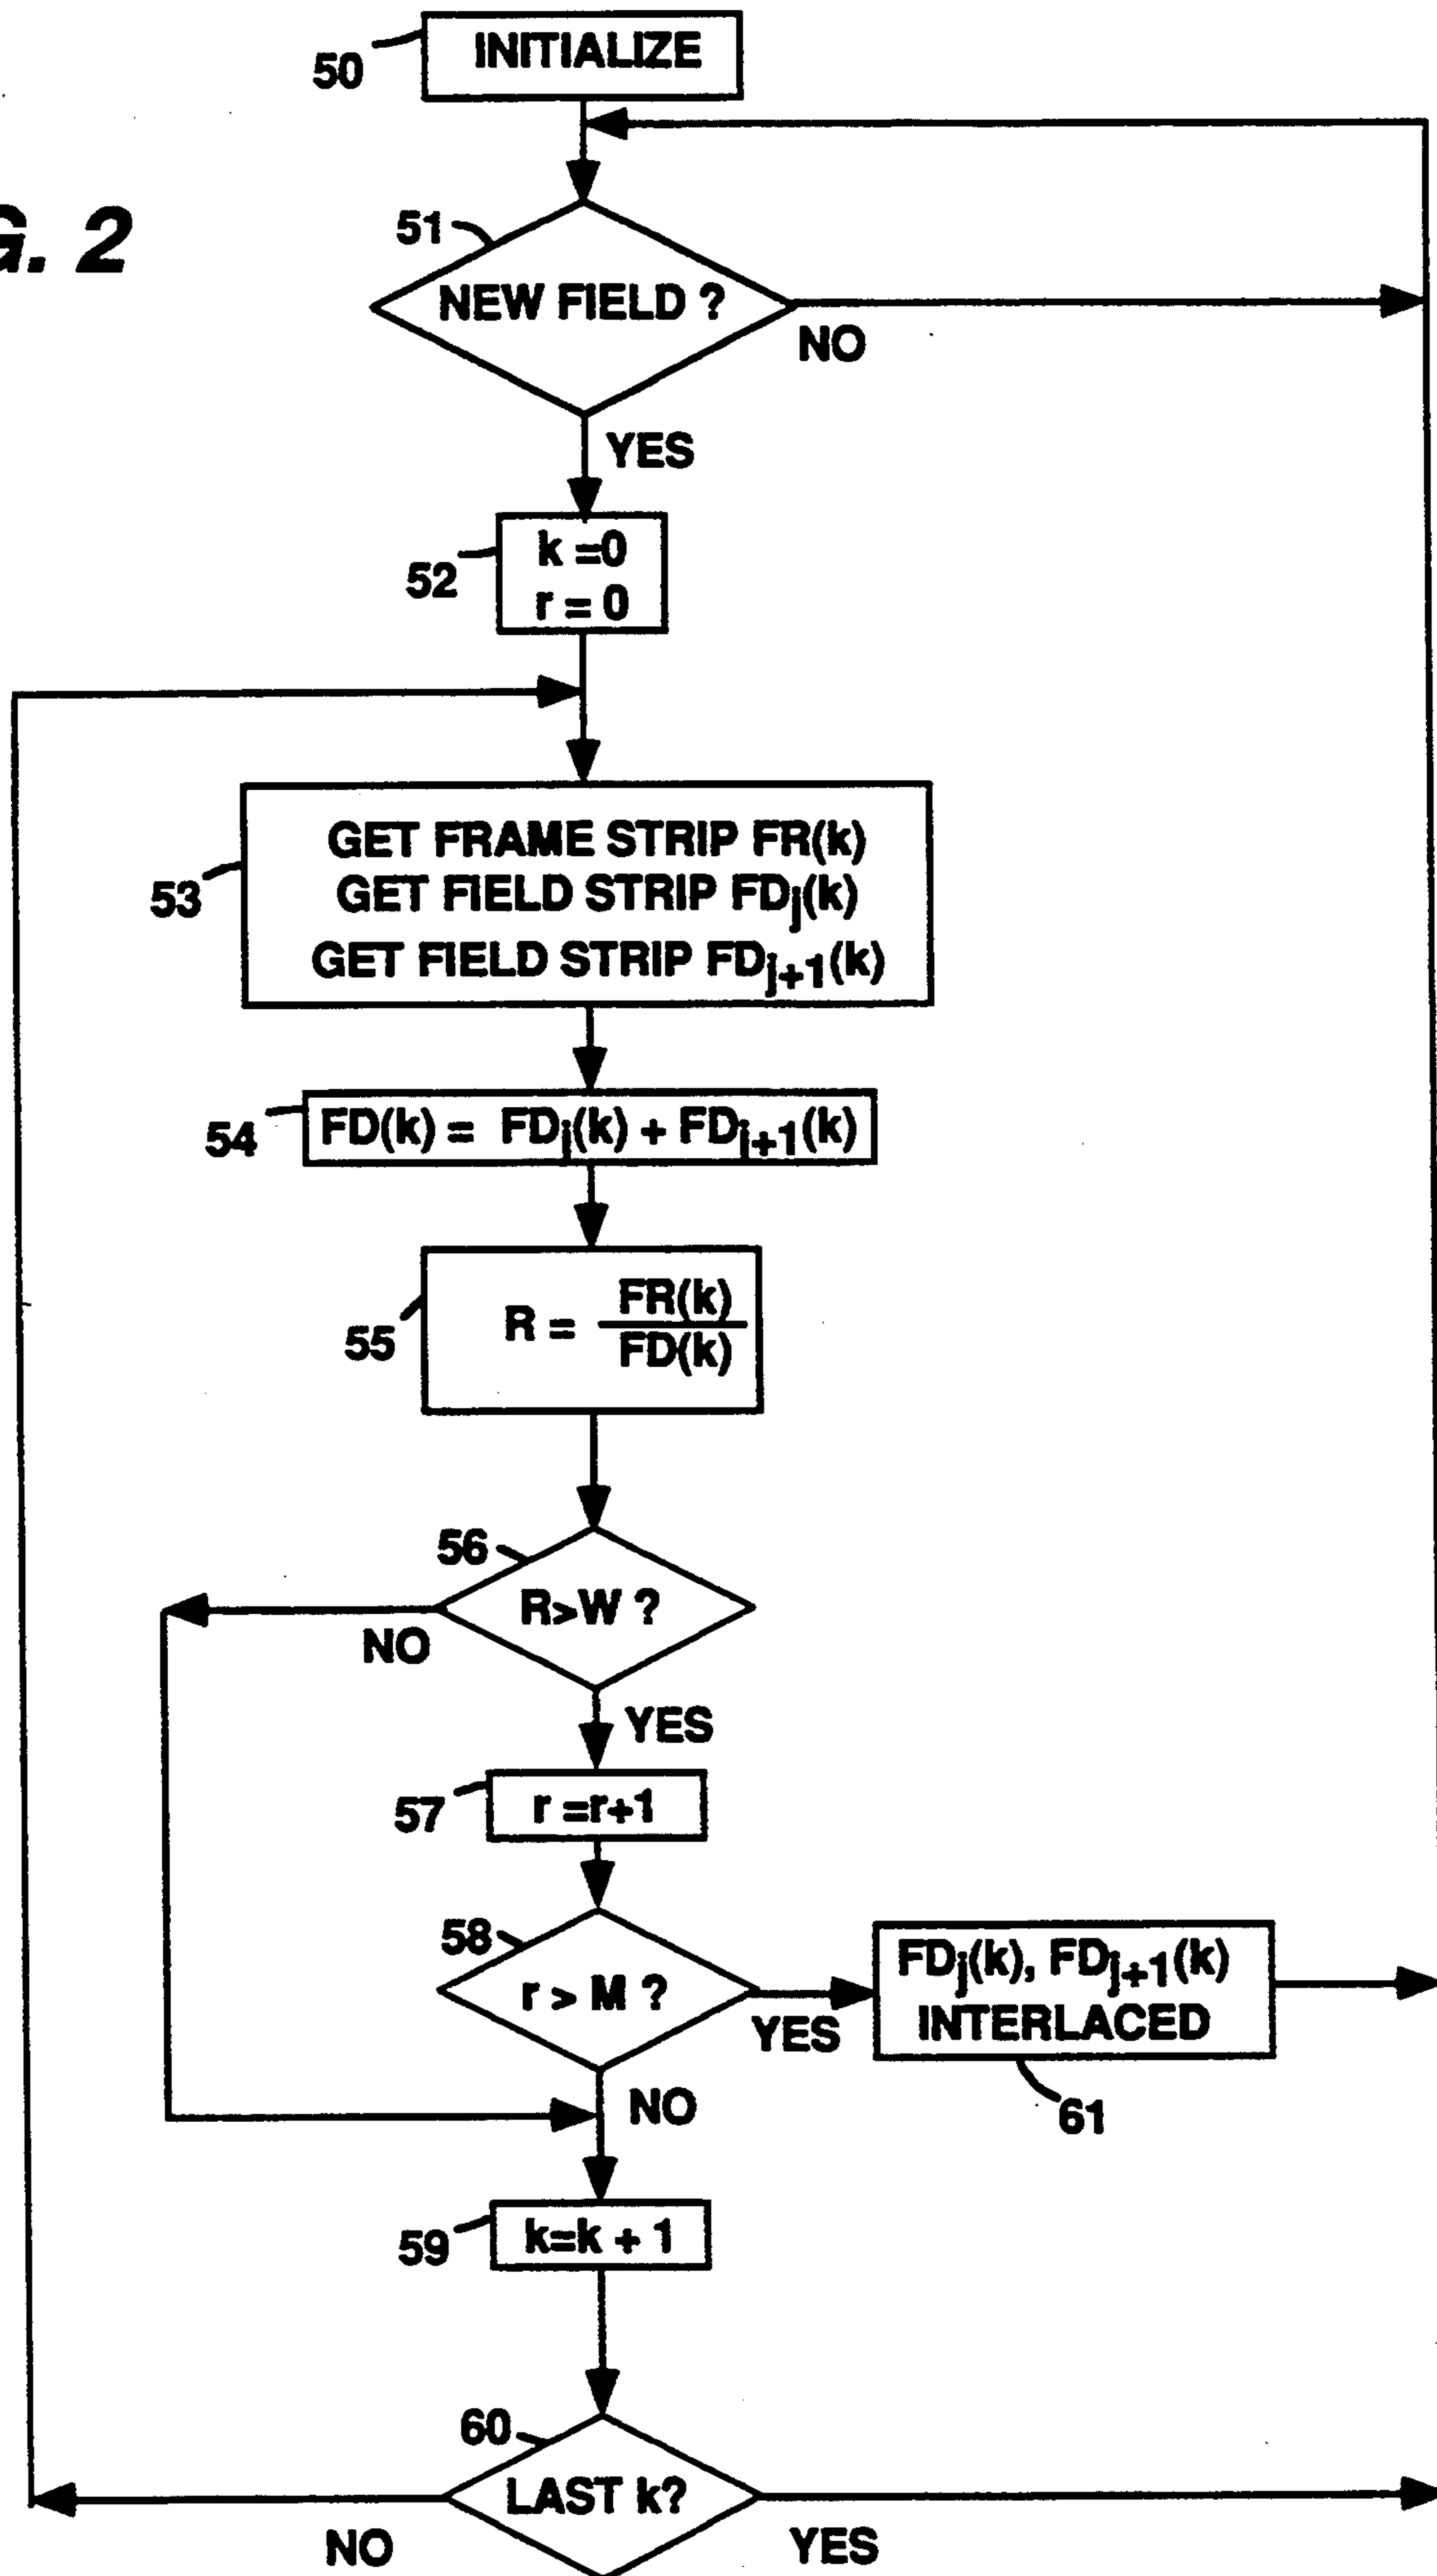 50
INITIALIZE
G. 2
51
NEW FIELD ?
NO
YES
52
k =0
r = 0
53
GET FRAME STRIP FR(k)
GET FIELD STRIP FDj(k)
GET FIELD STRIP FDj+1(k)
54
FD(k) = FDj(k) + FDj+1(k)
55
R = FR(k)
FD(k)
56
R>W ?
NO
YES
57
r =r+1
58
r > M ?
YES
FDj(k), FDj+1(k)
INTERLACED
61
NO
59
k=k + 1
60
LAST k?
NO
YES